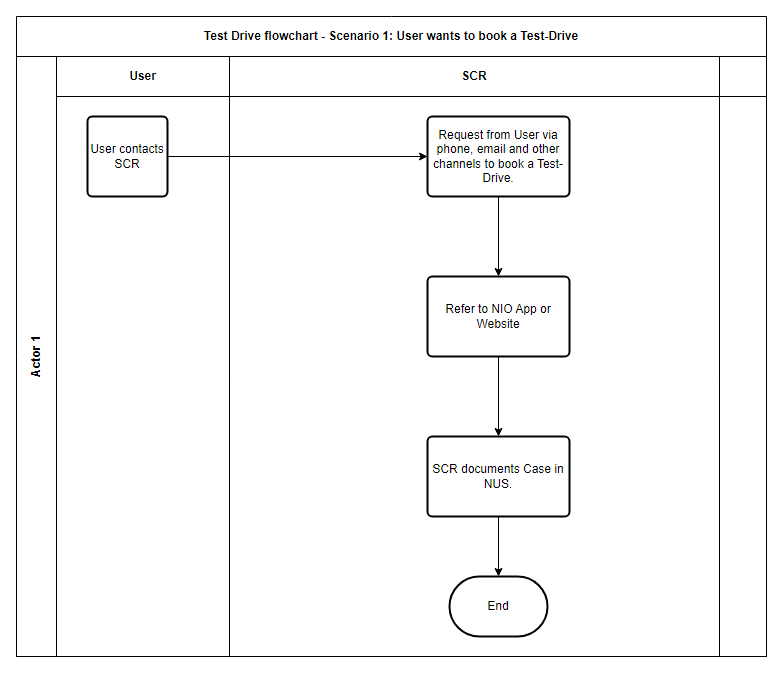 Test Drive flowchart - Scenario 1: User wants to book a Test-Drive
User
SCR
Actor 1
User contacts
SCR
Request from User via
phone, email and other
channels to book a Test-
Drive.
Refer to NIO App or
Website
SCR documents Case in
NUS.
End